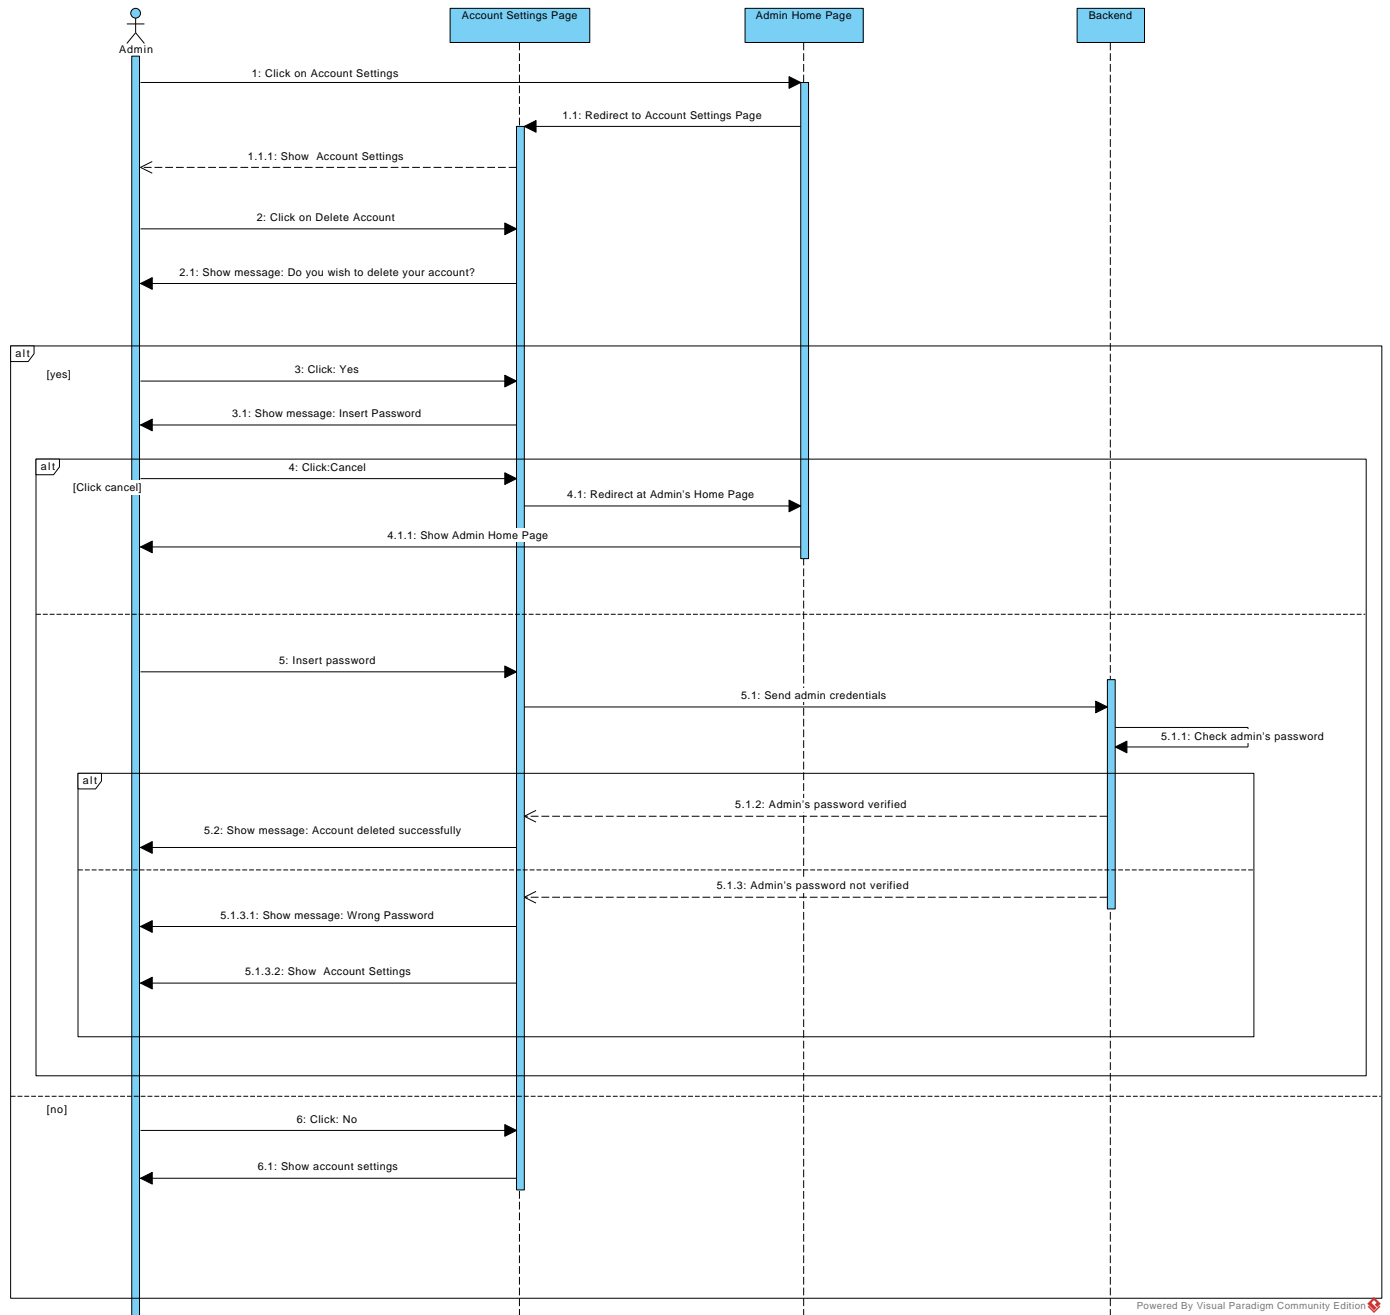 Account Settings Page
Admin Home Page
Backend
Admin
1: Click on Account Settings
1.1: Redirect to Account Settings Page
1.1.1: Show  Account Settings
2: Click on Delete Account
2.1: Show message: Do you wish to delete your account?
alt
[yes]
3: Click: Yes
3.1: Show message: Insert Password
alt
4: Click:Cancel
[Click cancel]
4.1: Redirect at Admin's Home Page
4.1.1: Show Admin Home Page
5: Insert password
5.1: Send admin credentials
5.1.1: Check admin's password
alt
5.1.2: Admin's password verified
5.2: Show message: Account deleted successfully
5.1.3: Admin's password not verified
5.1.3.1: Show message: Wrong Password
5.1.3.2: Show  Account Settings
[no]
6: Click: No
6.1: Show account settings
Powered By Visual Paradigm Community Edition